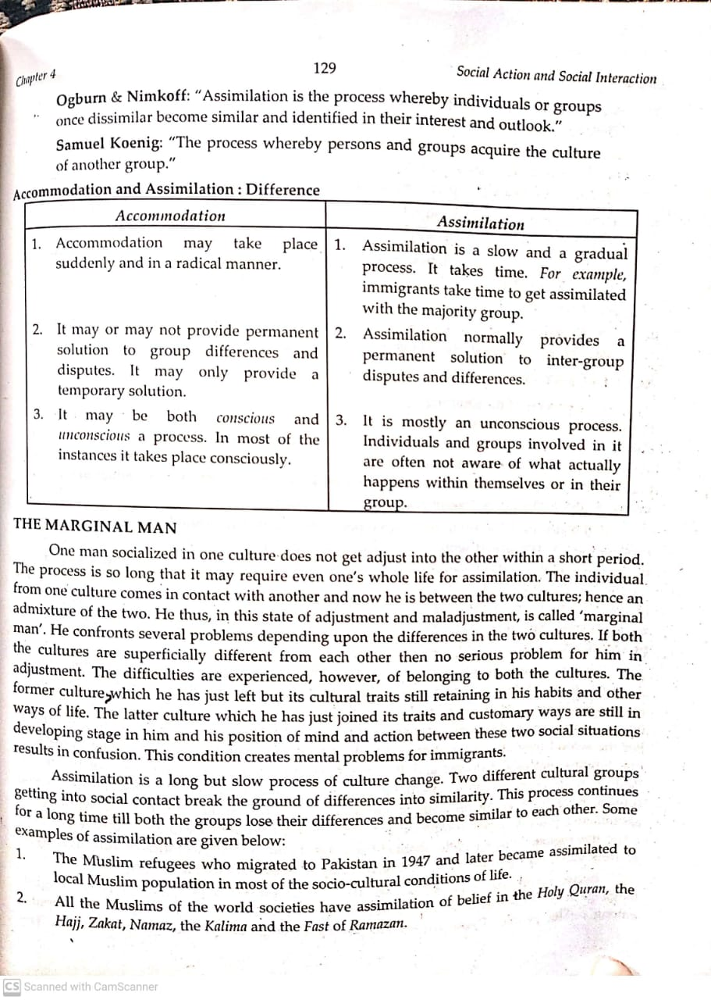 Chapter 4
129
Social Action and Social Interaction
Ogburn & Nimkoff: “Assimilation is the process whereby individuals or groups
once dissimilar become similar and identified in their interest and outlook.”
Samuel Koenig: “The process whereby persons and groups acquire the culture
of another group.”
Accommodation and Assimilation : Difference
Accommodation
1. Accommodation may take place
suddenly and in a radical manner.
2. It may or may not provide permanent
solution to group differences and
disputes. It may only provide a
temporary solution.
3. It may be both conscious and
unconscious a process. In most of the
instances it takes place consciously.
Assimilation
1. Assimilation is a slow and a gradual
process. It takes time. For example,
immigrants take time to get assimilated
with the majority group.
2. Assimilation normally provides a
permanent solution to inter-group
disputes and differences.
3. It is mostly an unconscious process.
Individuals and groups involved in it
are often not aware of what actually
happens within themselves or in their
group.
THE MARGINAL MAN
One man socialized in one culture does not get adjust into the other within a short period.
The process is so long that it may require even one’s whole life for assimilation. The individual
from one culture comes in contact with another and now he is between the two cultures; hence an
admixture of the two. He thus, in this state of adjustment and maladjustment, is called ‘marginal
man’. He confronts several problems depending upon the differences in the two cultures. If both
the cultures are superficially different from each other then no serious problem for him in
adjustment. The difficulties are experienced, however, of belonging to both the cultures. The
former culture, which he has just left but its cultural traits still retaining in his habits and other
ways of life. The latter culture which he has just joined its traits and customary ways are still in
developing stage in him and his position of mind and action between these two social situations
results in confusion. This condition creates mental problems for immigrants.
Assimilation is a long but slow process of culture change. Two different cultural groups
getting into social contact break the ground of differences into similarity. This process continues
for a long time till both the groups lose their differences and become similar to each other. Some
examples of assimilation are given below:
1. The Muslim refugees who migrated to Pakistan in 1947 and later became assimilated to
local Muslim population in most of the socio-cultural conditions of life.
2. All the Muslims of the world societies have assimilation of belief in the Holy Quran, the
Hajj, Zakat, Namaz, the Kalima and the Fast of Ramazan.
CS Scanned with CamScanner